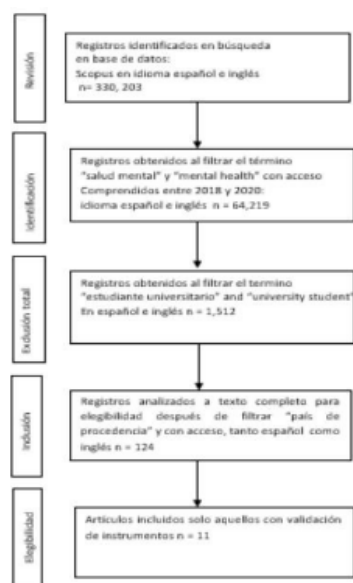 Revisión
Registros identificados en búsqueda
en base de datos:
Scopus en idioma español e inglés
n= 330, 203
Identificación
Registros obtenidos al filtrar el término
“salud mental” y “mental health” con acceso
Comprendidos entre 2018 y 2020:
idioma español e inglés n = 64,219
Exclusión total
Registros obtenidos al filtrar el termino
“estudiante universitario” and “university student”
En español e inglés n = 1,512
Inclusión
Registros analizados a texto completo para
elegibilidad después de filtrar “país de
procedencia” y con acceso, tanto español como
inglés n = 124
Elegibilidad
Artículos incluidos solo aquellos con validación
de instrumentos n = 11